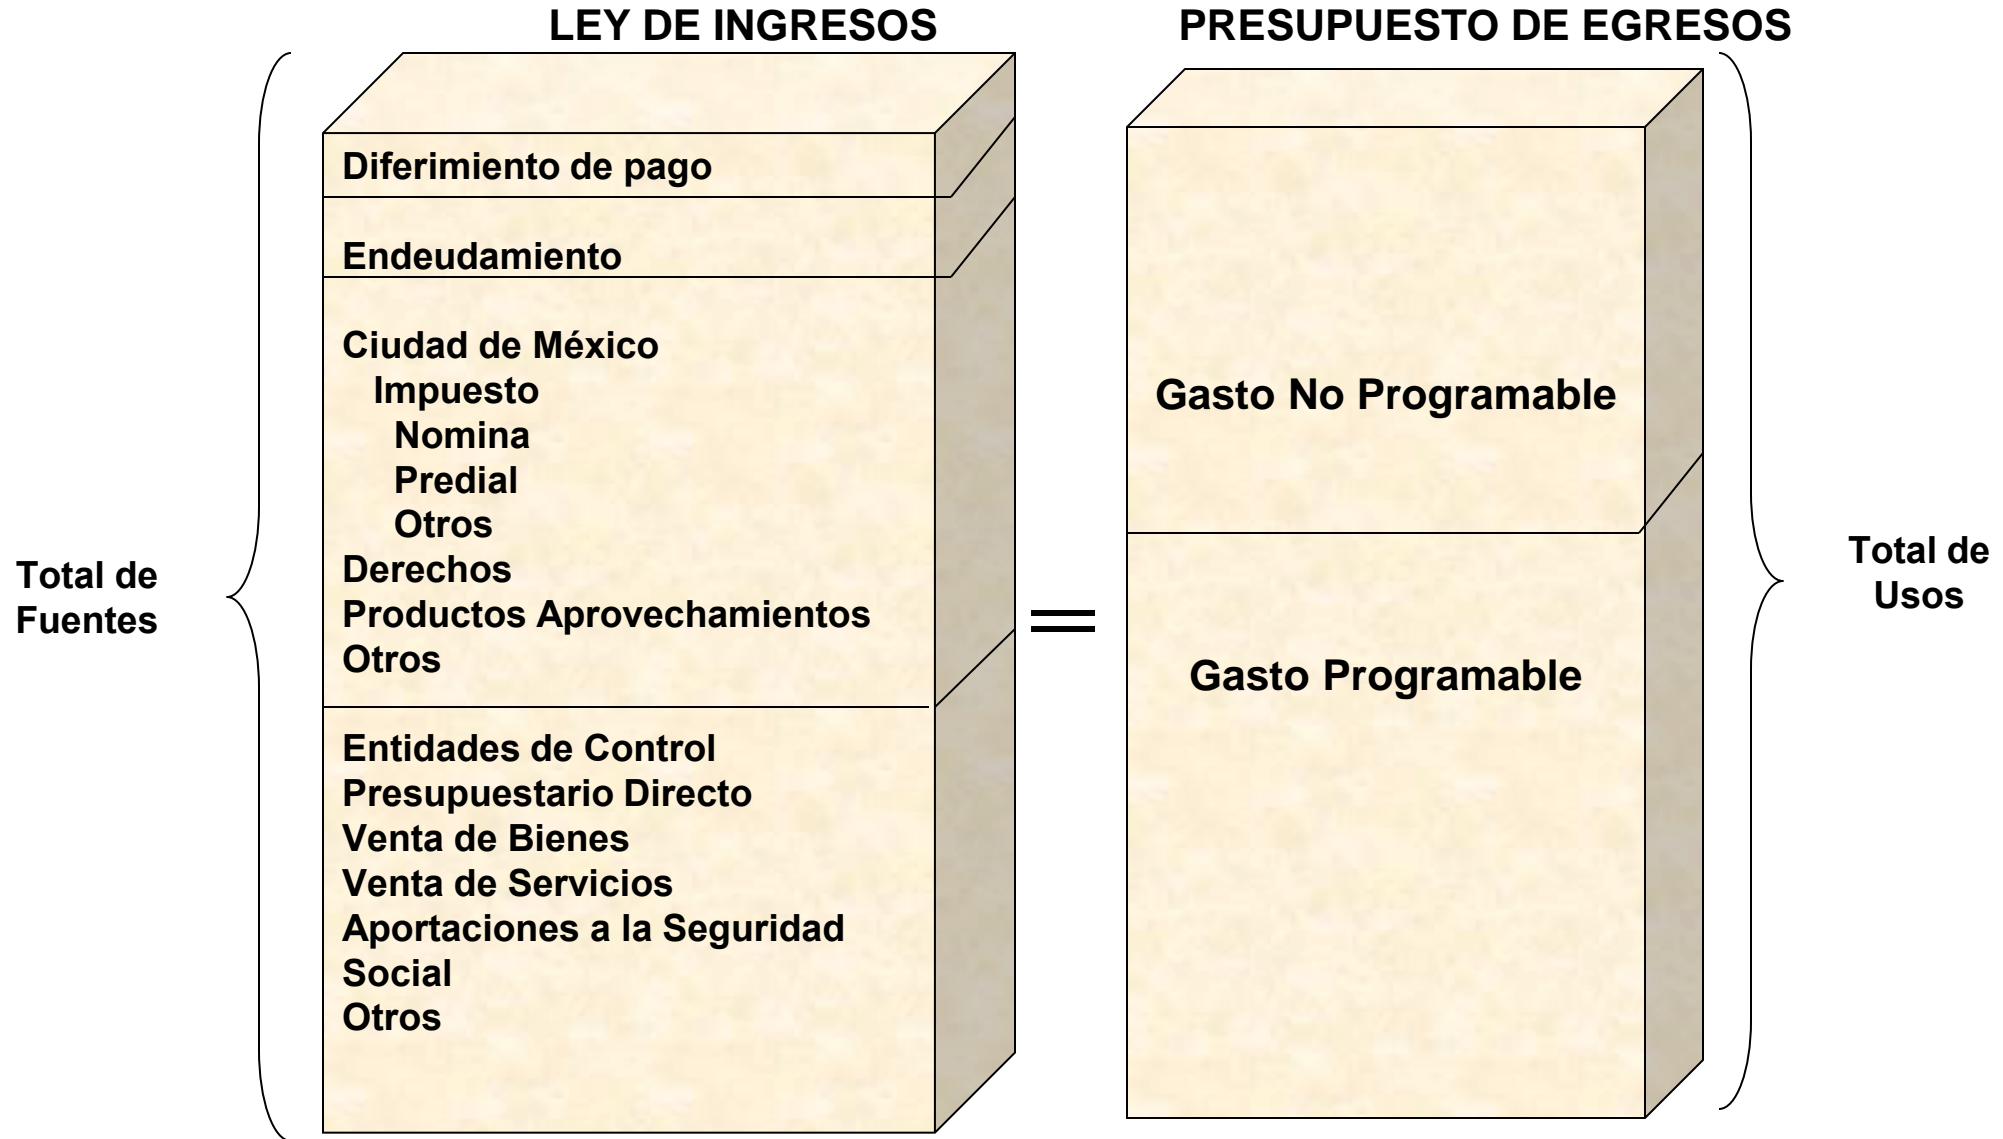 LEY DE INGRESOS
PRESUPUESTO DE EGRESOS
Total de
Fuentes
Diferimiento de pago
Endeudamiento
Ciudad de México
Impuesto
Nomina
Predial
Otros
Derechos
Productos Aprovechamientos
Otros
Entidades de Control
Presupuestario Directo
Venta de Bienes
Venta de Servicios
Aportaciones a la Seguridad
Social
Otros
=
Gasto No Programable
Gasto Programable
Total de
Usos